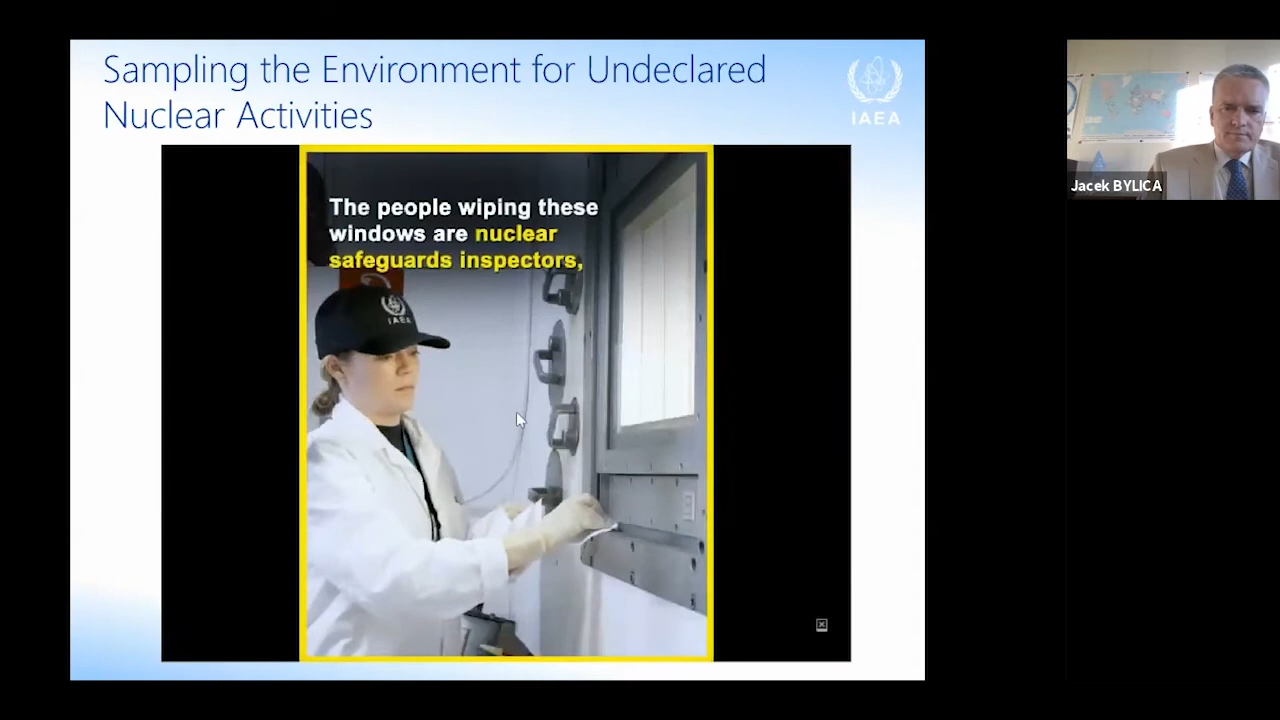 Sampling the Environment for Undeclared
Nuclear Activities
IAEA
The people wiping these
windows are nuclear
safeguards inspectors,
IAEA
Jacek BYLICA